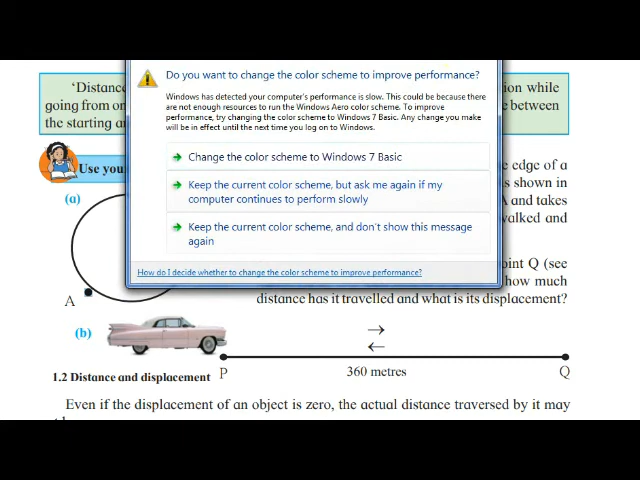 Do you want to change the color scheme to improve performance?
'Distance
ion while
Windows has detected your computer's performance is slow. This could be because there
are not enough resources to run the Windows Aero color scheme. To improve
performance, try changing the color scheme to Windows 7 Basic. Any change you make
will be in effect until the next time you log on to Windows.
going from on
e between
the starting a
Change the color scheme to Windows 7 Basic
Use you
e edge of a
Keep the current color scheme, but ask me again if my
computer continues to perform slowly
s shown in
(a)
A and takes
walked and
Keep the current color scheme, and don't show this message
again
oint Q (see
How do I decide whether to change the color scheme to improve performance?
how much
A
distance has it travelled and what is its displacement?
(b)
→
←
1.2 Distance and displacement
P
360 metres
Q
Even if the displacement of an object is zero, the actual distance traversed by it may